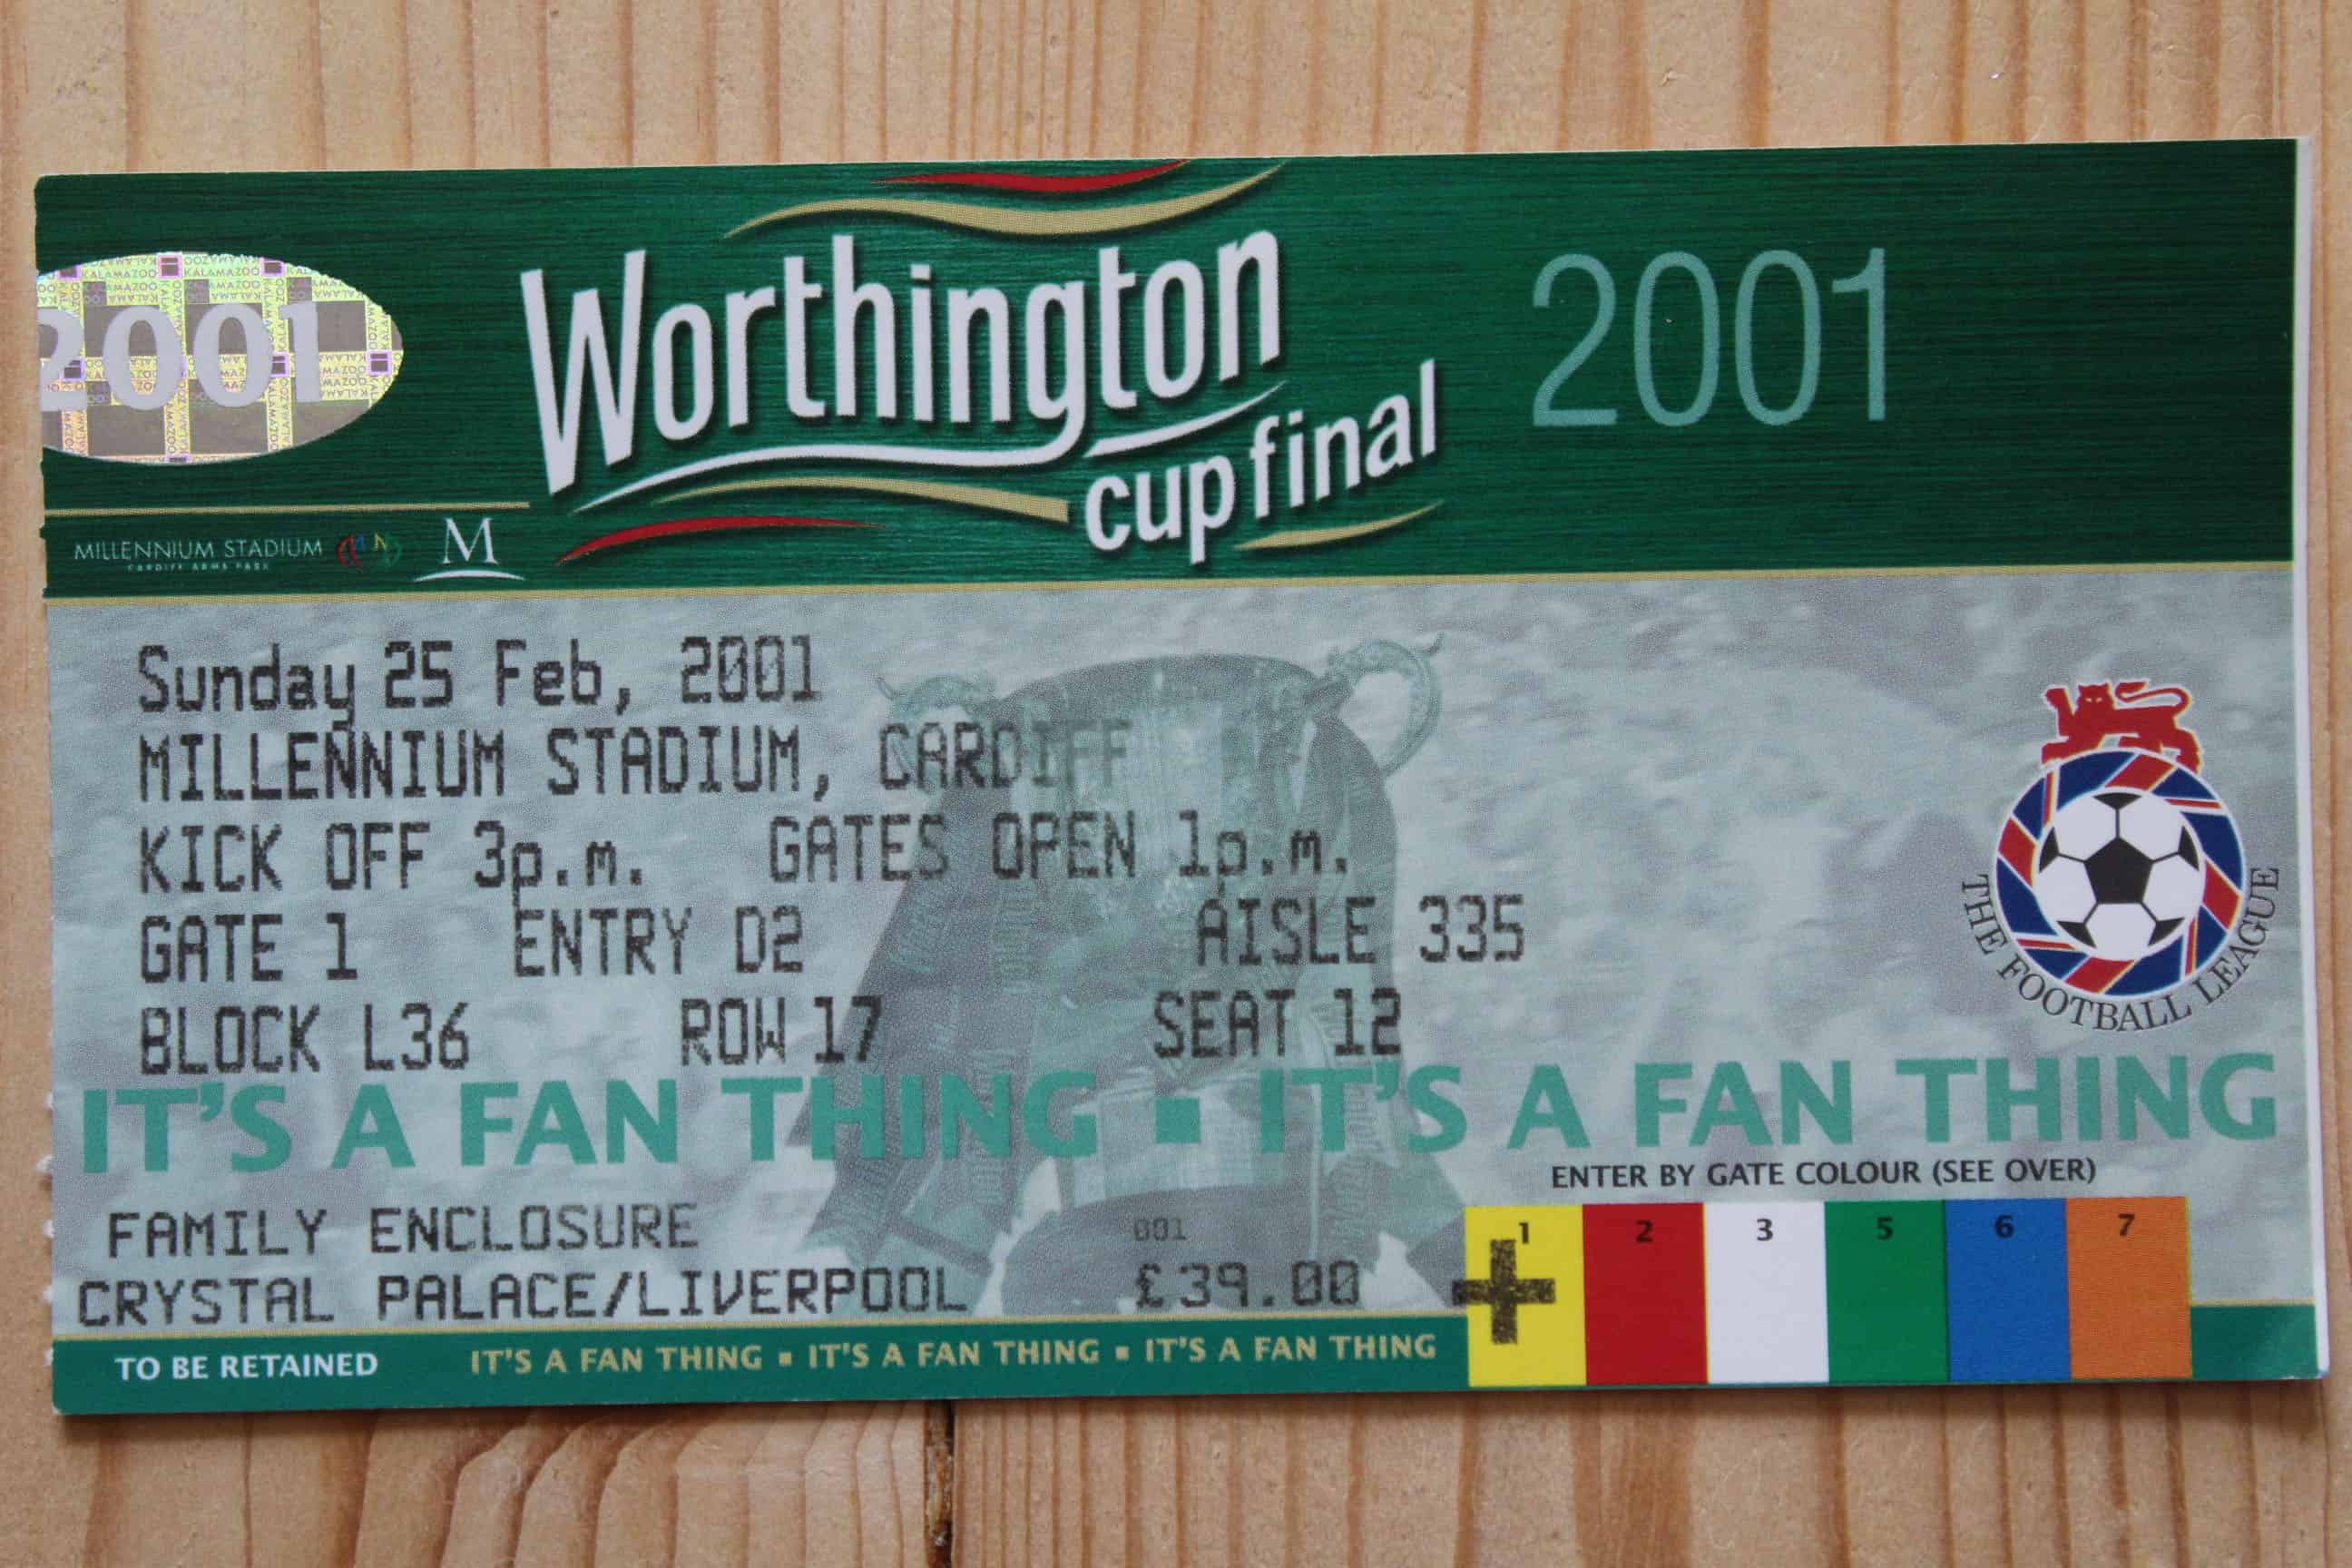 2001
Worthington
cup final
2001
MILLENNIUM STADIUM
CARDIFF ARMS PARK
M
Sunday 25 Feb, 2001
MILLENNIUM STADIUM, CARDIFF
KICK OFF 3p.m. GATES OPEN 1p.m.
GATE 1 ENTRY D2 AISLE 335
BLOCK L36 ROW 17 SEAT 12
THE FOOTBALL LEAGUE
IT'S A FAN THING ▪ IT'S A FAN THING
ENTER BY GATE COLOUR (SEE OVER)
FAMILY ENCLOSURE 001
CRYSTAL PALACE/LIVERPOOL £39.00
1 2 3 5 6 7
TO BE RETAINED IT'S A FAN THING ▪ IT'S A FAN THING ▪ IT'S A FAN THING